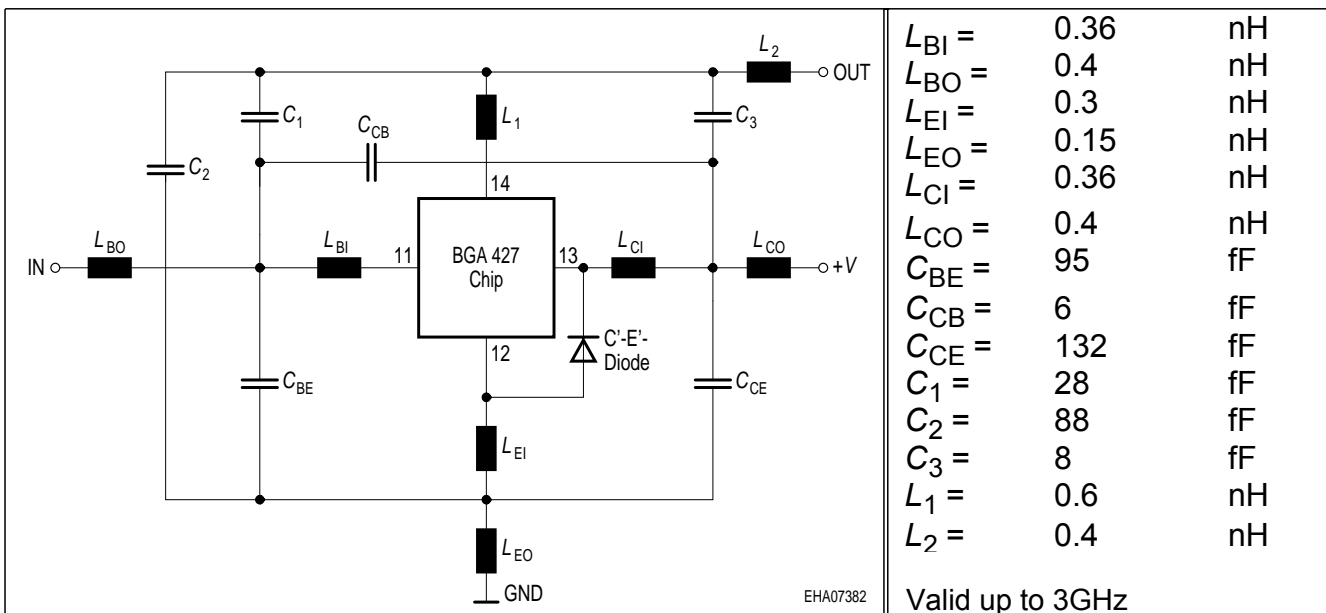 L2
OUT
C1
L1
C3
CCB
C2
14
LBO
LBI
11
BGA 427
Chip
13
LCI
LCO
IN
+V
12
C'-E'-
Diode
CBE
CCE
LEI
LEO
GND
EHA07382
LBI = 0.36 nH
LBO = 0.4 nH
LEI = 0.3 nH
LEO = 0.15 nH
LCI = 0.36 nH
LCO = 0.4 nH
CBE = 95 fF
CCB = 6 fF
CCE = 132 fF
C1 = 28 fF
C2 = 88 fF
C3 = 8 fF
L1 = 0.6 nH
L2 = 0.4 nH
Valid up to 3GHz